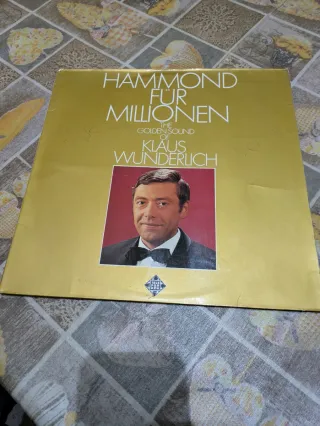 HAMMOND
FÜR
MILLIONEN
THE
GOLDEN SOUND
OF
KLAUS
WUNDERLICH